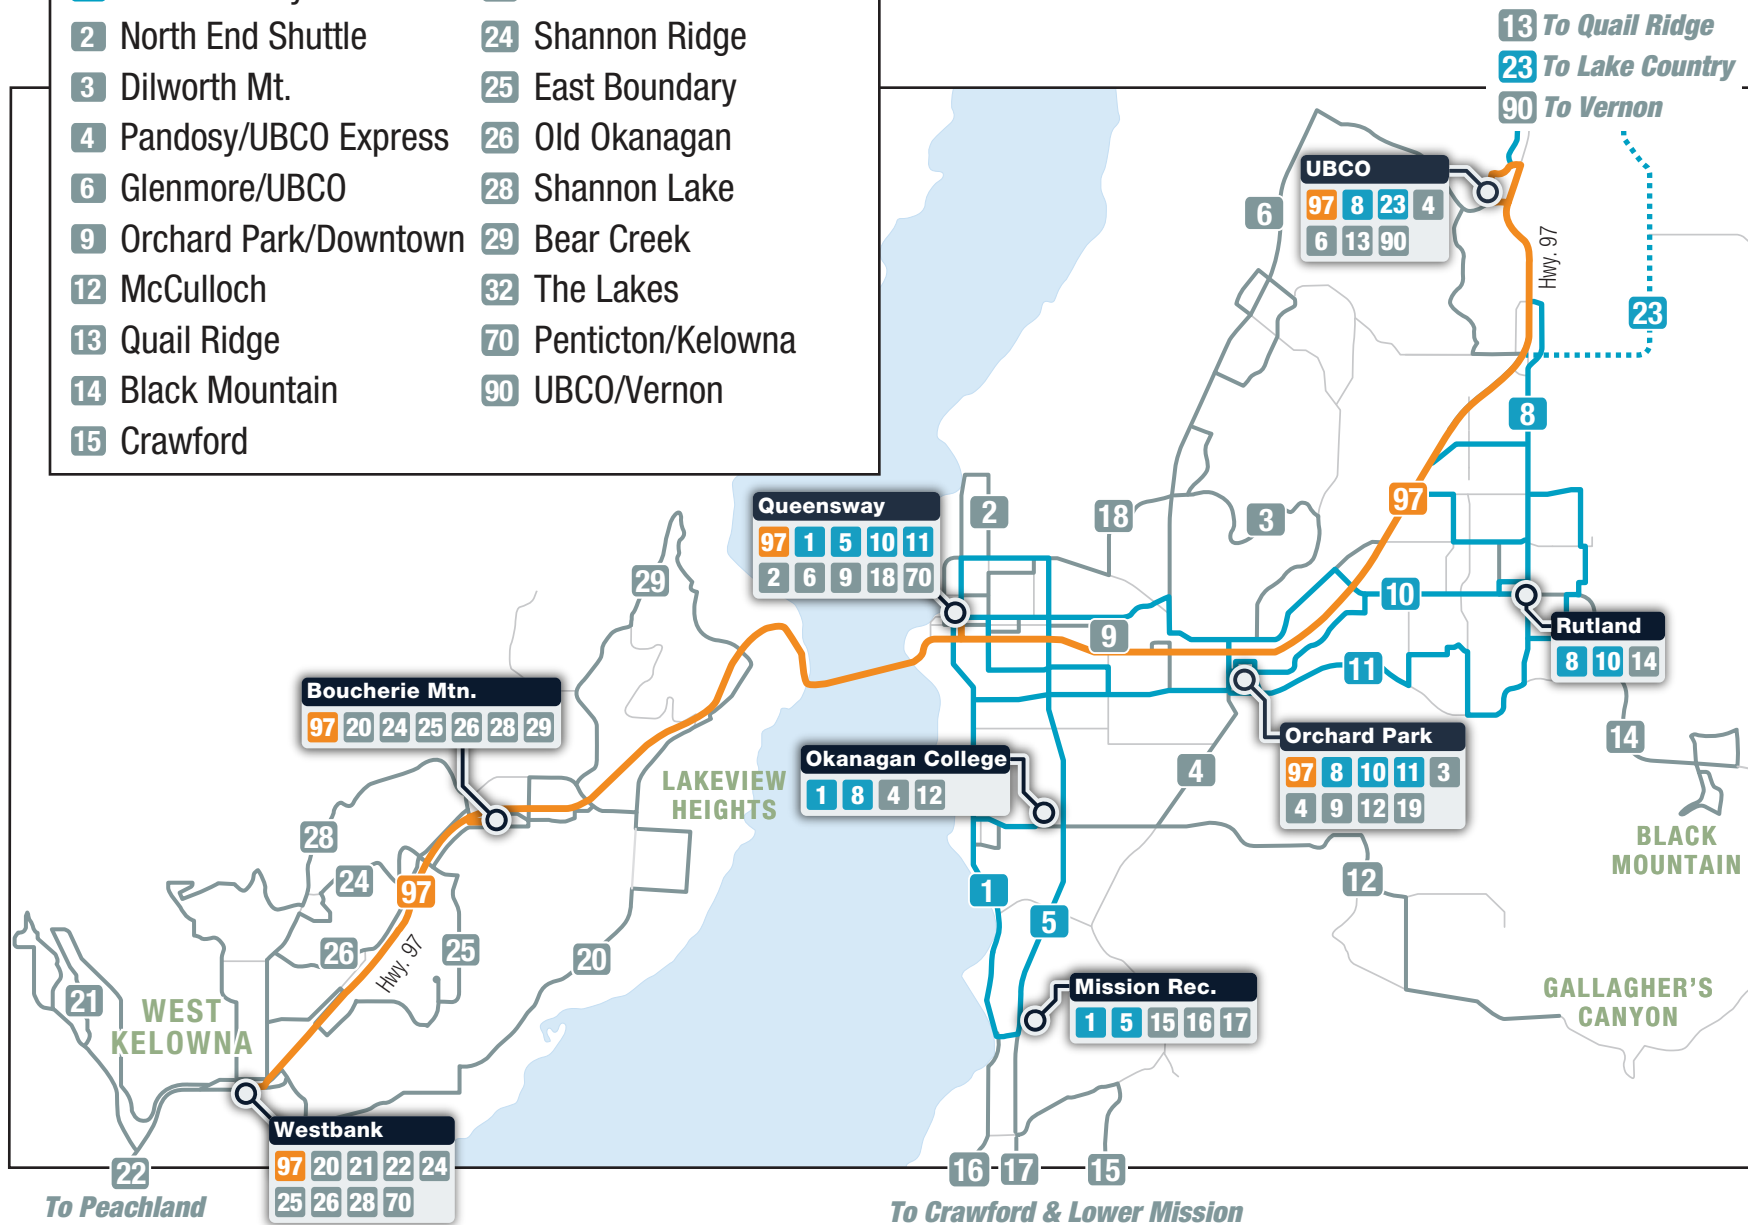 2 North End Shuttle
3 Dilworth Mt.
4 Pandosy/UBCO Express
6 Glenmore/UBCO
9 Orchard Park/Downtown
12 McCulloch
13 Quail Ridge
14 Black Mountain
15 Crawford
24 Shannon Ridge
25 East Boundary
26 Old Okanagan
28 Shannon Lake
29 Bear Creek
32 The Lakes
70 Penticton/Kelowna
90 UBCO/Vernon
13 To Quail Ridge
23 To Lake Country
90 To Vernon
UBCO
97 8 23 4
6 13 90
6
Hwy. 97
23
8
97
Queensway
97 1 5 10 11
2 6 9 18 70
2
18
3
29
10
9
Rutland
8 10 14
11
Boucherie Mtn.
97 20 24 25 26 28 29
Orchard Park
97 8 10 11 3
4 9 12 19
14
Okanagan College
1 8 4 12
4
LAKEVIEW
HEIGHTS
BLACK
MOUNTAIN
28
24
97
12
1
5
26
25
20
Hwy. 97
21
WEST
KELOWNA
Mission Rec.
1 5 15 16 17
GALLAGHER'S
CANYON
Westbank
97 20 21 22 24
25 26 28 70
22
To Peachland
16
17
15
To Crawford & Lower Mission